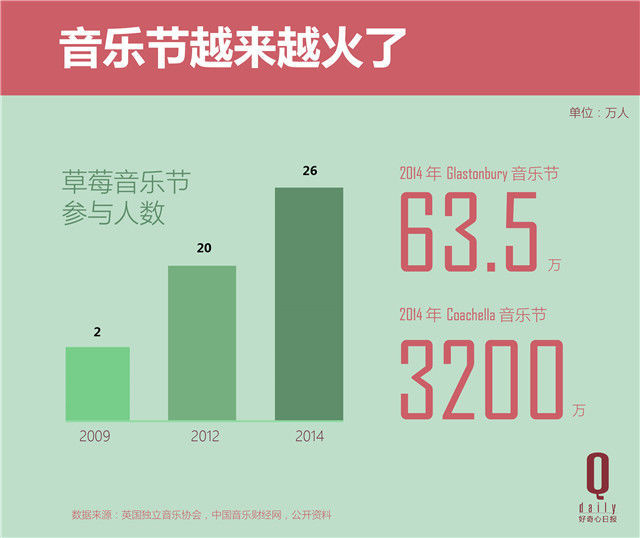 音乐节越来越火了
单位：万人
草莓音乐节
参与人数
26
20
2
2009
2012
2014
2014 年 Glastonbury 音乐节
63.5 万
2014 年 Coachella 音乐节
3200 万
数据来源：英国独立音乐协会，中国音乐财经网，公开资料
Q
daily
好奇心日报